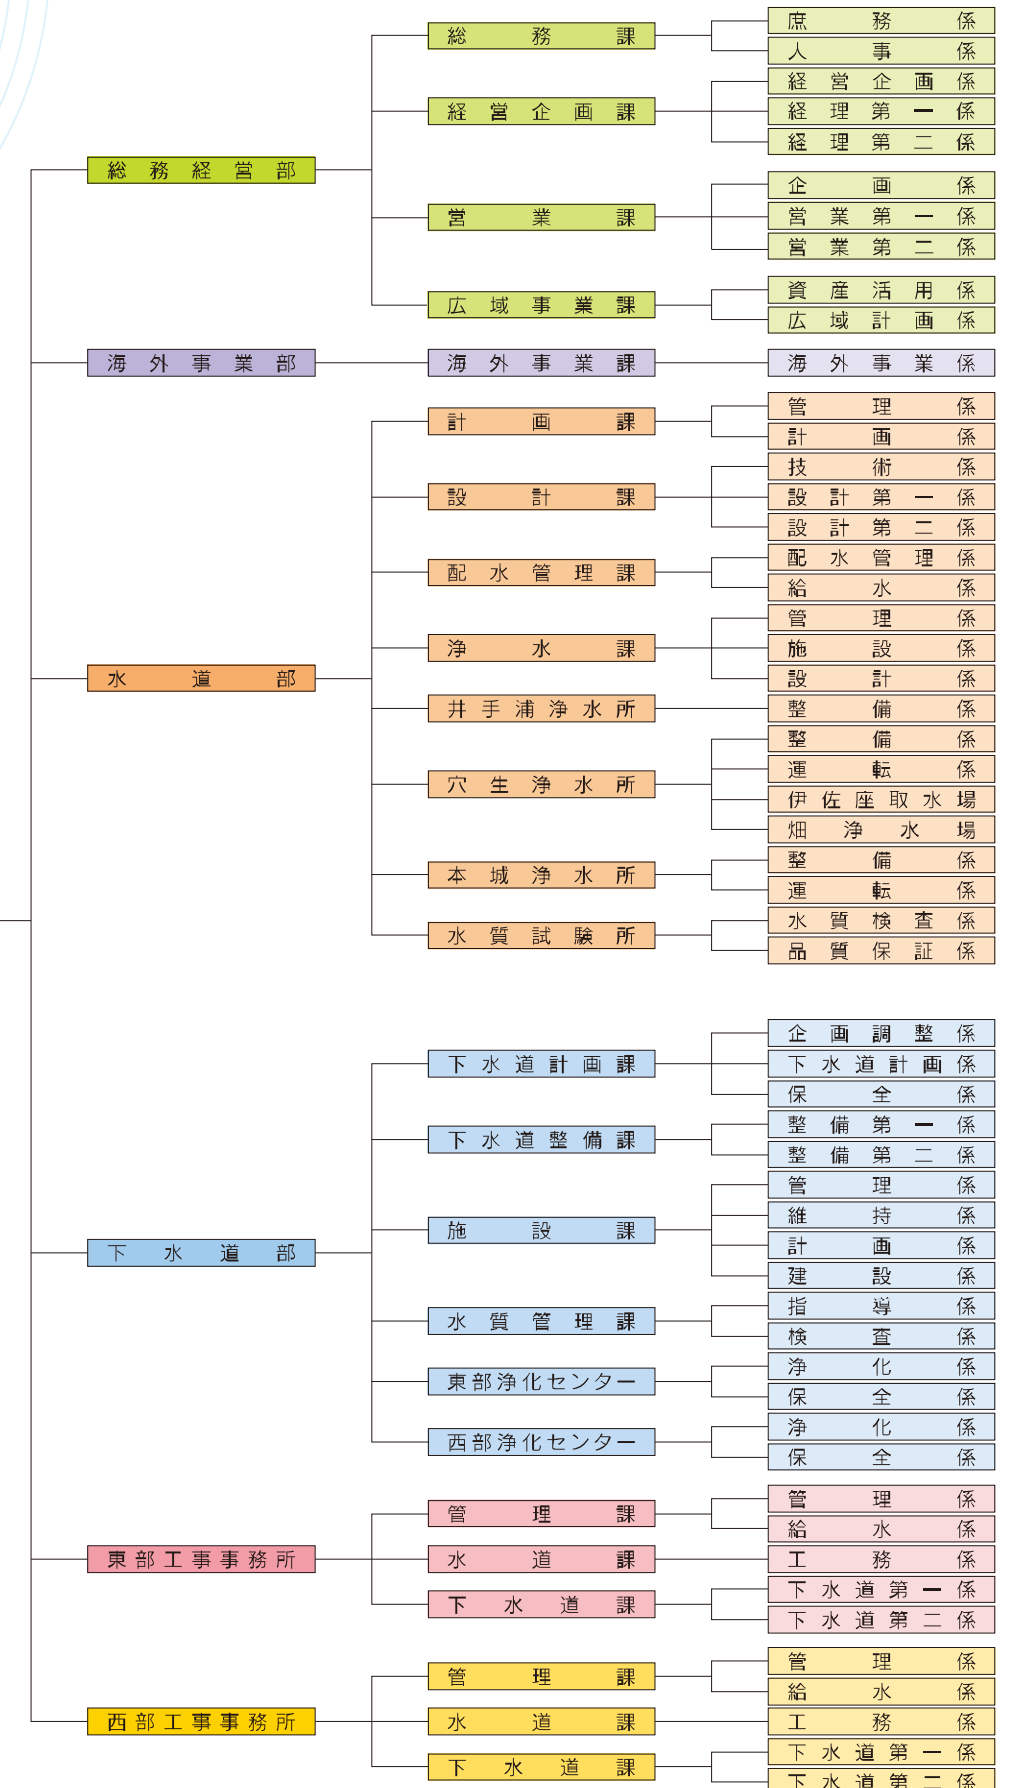 総務経営部
総務課
庶務係
人事係
経営企画課
経営企画係
経理第一係
経理第二係
営業課
企画係
営業第一係
営業第二係
広域事業課
資産活用係
広域計画係
海外事業部
海外事業課
海外事業係
水道部
計画課
管理係
計画係
設計課
技術係
設計第一係
設計第二係
配水管理課
配水管理係
給水係
浄水課
管理係
施設係
設計係
井手浦浄水所
整備係
穴生浄水所
整備係
運転係
伊佐座取水場
畑浄水場
本城浄水所
整備係
運転係
水質試験所
水質検査係
品質保証係
下水道部
下水道計画課
企画調整係
下水道計画係
保全係
下水道整備課
整備第一係
整備第二係
施設課
管理係
維持係
計画係
建設係
水質管理課
指導係
検査係
東部浄化センター
浄化係
保全係
西部浄化センター
浄化係
保全係
東部工事事務所
管理課
管理係
給水係
水道課
工務係
下水道課
下水道第一係
下水道第二係
西部工事事務所
管理課
管理係
給水係
水道課
工務係
下水道課
下水道第一係
下水道第二係